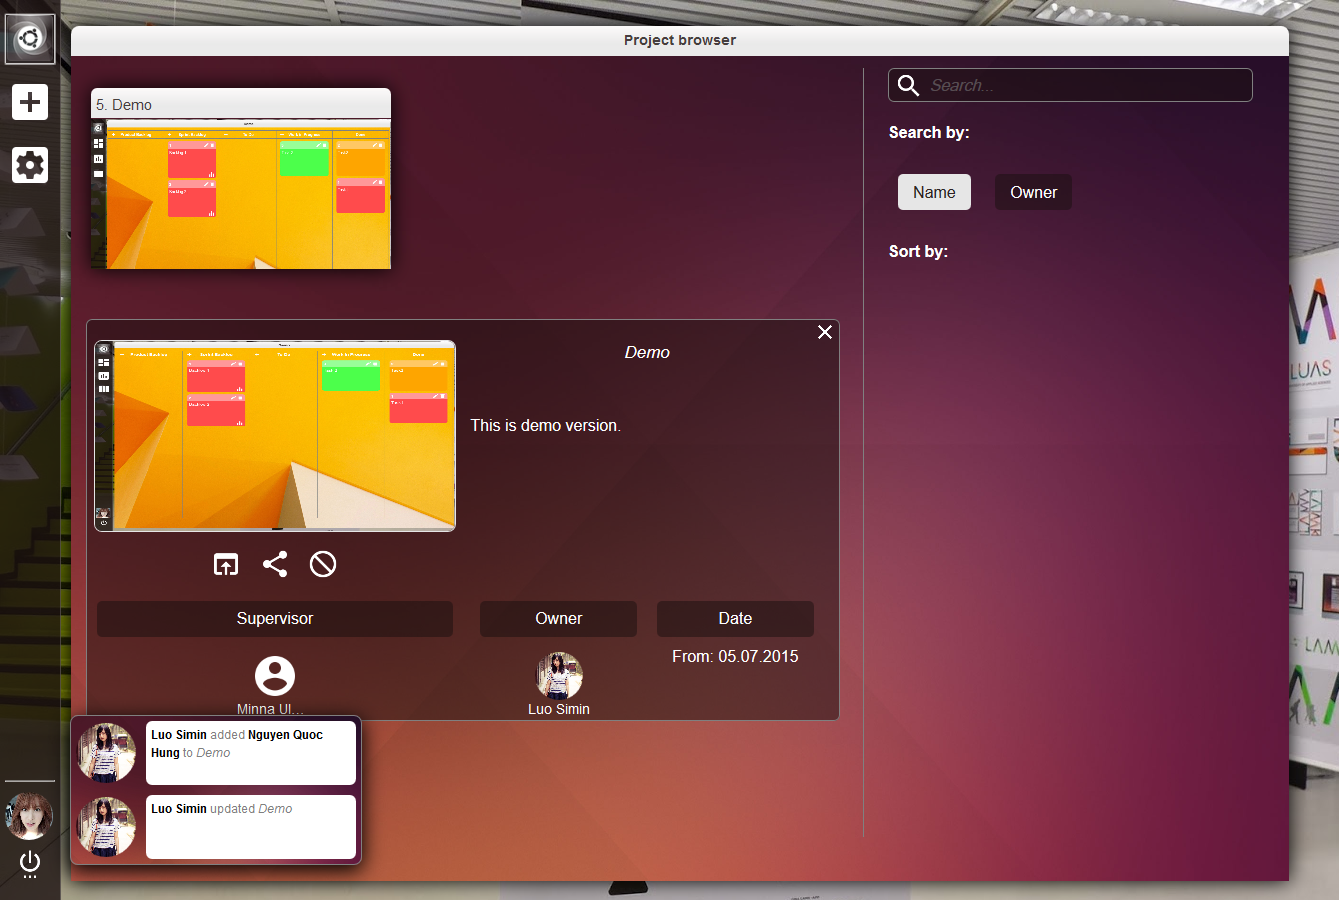 Project browser
5. Demo
Search...
Search by:
Name
Owner
Sort by:
Demo
This is demo version.
Supervisor
Owner
Date
From: 05.07.2015
Minna Ul...
Luo Simin
Luo Simin added Nguyen Quoc
Hung to Demo
Luo Simin updated Demo
LUAS
LAM